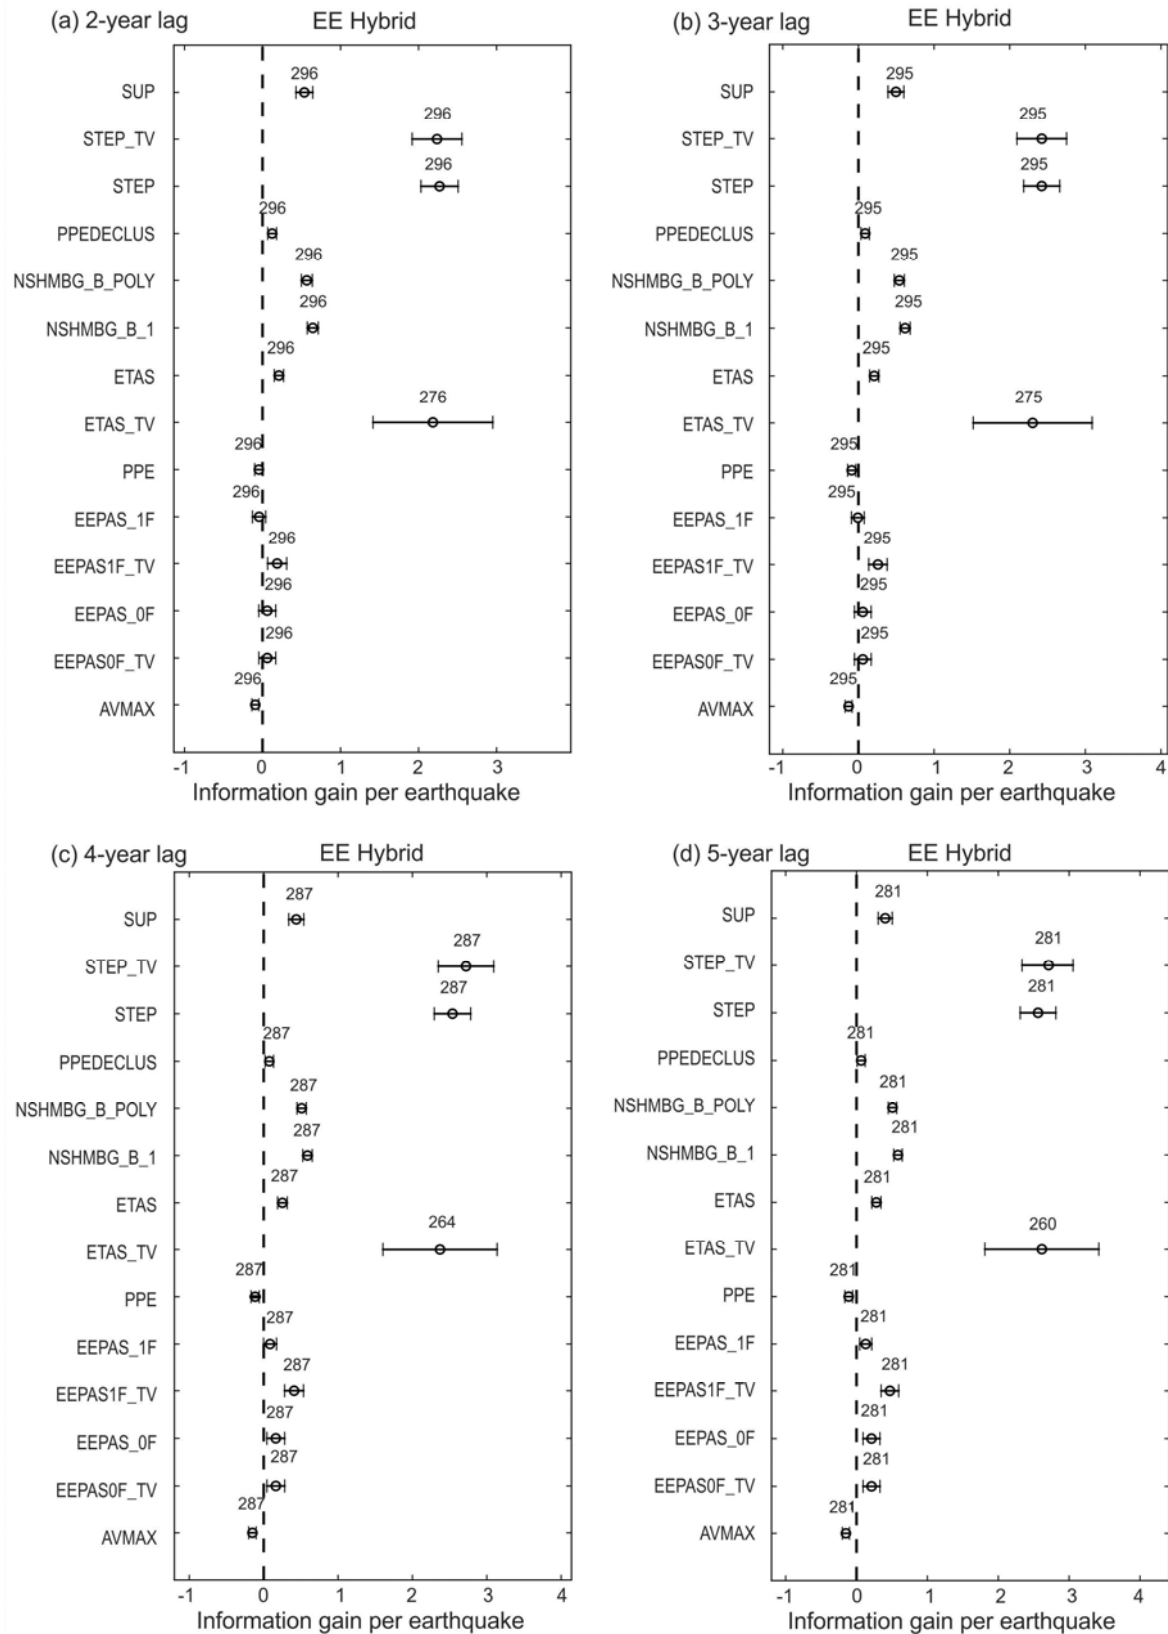 (a) 2-year lag EE Hybrid
296
SUP
296
STEP_TV
296
STEP
296
PPEDECLUS
296
NSHMBG_B_POLY
296
NSHMBG_B_1
296
ETAS
276
ETAS_TV
296
PPE
296
EEPAS_1F
296
EEPAS1F_TV
296
EEPAS_0F
296
EEPAS0F_TV
296
AVMAX
-1 0 1 2 3
Information gain per earthquake
(b) 3-year lag EE Hybrid
295
SUP
295
STEP_TV
295
STEP
295
PPEDECLUS
295
NSHMBG_B_POLY
295
NSHMBG_B_1
295
ETAS
275
ETAS_TV
295
PPE
295
EEPAS_1F
295
EEPAS1F_TV
295
EEPAS_0F
295
EEPAS0F_TV
295
AVMAX
-1 0 1 2 3 4
Information gain per earthquake
(c) 4-year lag EE Hybrid
287
SUP
287
STEP_TV
287
STEP
287
PPEDECLUS
287
NSHMBG_B_POLY
287
NSHMBG_B_1
287
ETAS
264
ETAS_TV
287
PPE
287
EEPAS_1F
287
EEPAS1F_TV
287
EEPAS_0F
287
EEPAS0F_TV
287
AVMAX
-1 0 1 2 3 4
Information gain per earthquake
(d) 5-year lag EE Hybrid
281
SUP
281
STEP_TV
281
STEP
281
PPEDECLUS
281
NSHMBG_B_POLY
281
NSHMBG_B_1
281
ETAS
260
ETAS_TV
281
PPE
281
EEPAS_1F
281
EEPAS1F_TV
281
EEPAS_0F
281
EEPAS0F_TV
281
AVMAX
-1 0 1 2 3 4
Information gain per earthquake